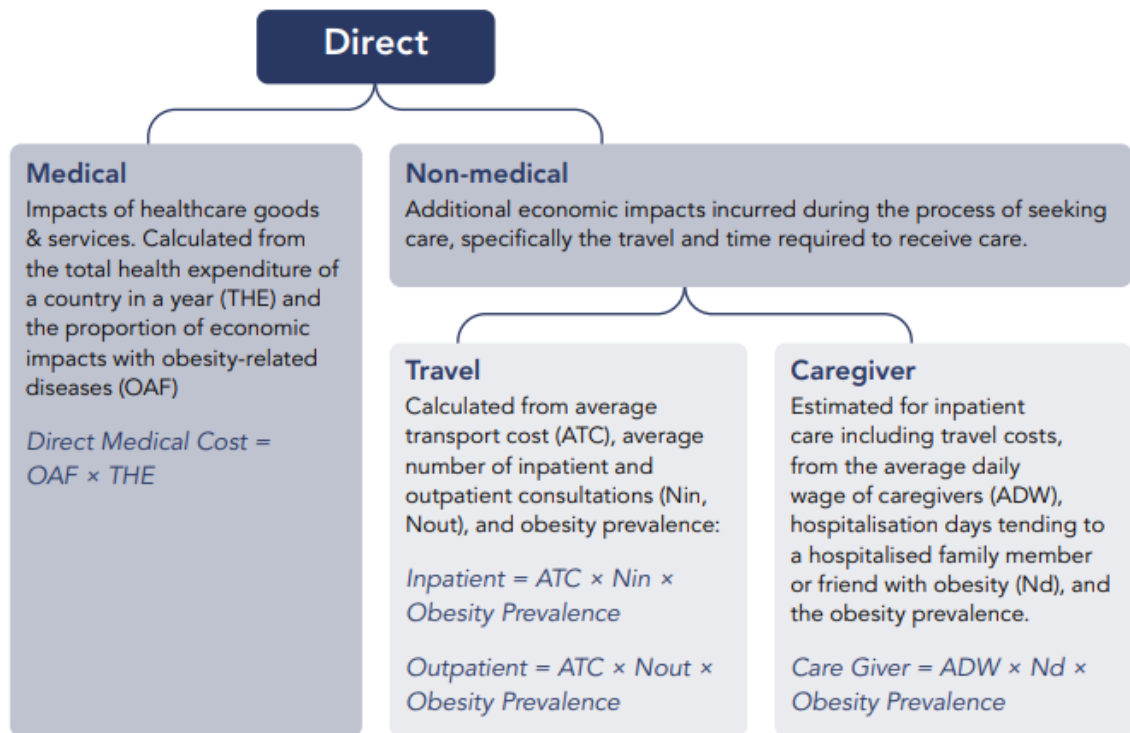 Direct
Medical
Impacts of healthcare goods
& services. Calculated from
the total health expenditure of
a country in a year (THE) and
the proportion of economic
impacts with obesity-related
diseases (OAF)
Direct Medical Cost =
OAF × THE
Non-medical
Additional economic impacts incurred during the process of seeking
care, specifically the travel and time required to receive care.
Travel
Calculated from average
transport cost (ATC), average
number of inpatient and
outpatient consultations (Nin,
Nout), and obesity prevalence:
Inpatient = ATC × Nin ×
Obesity Prevalence
Outpatient = ATC × Nout ×
Obesity Prevalence
Caregiver
Estimated for inpatient
care including travel costs,
from the average daily
wage of caregivers (ADW),
hospitalisation days tending to
a hospitalised family member
or friend with obesity (Nd), and
the obesity prevalence.
Care Giver = ADW × Nd ×
Obesity Prevalence